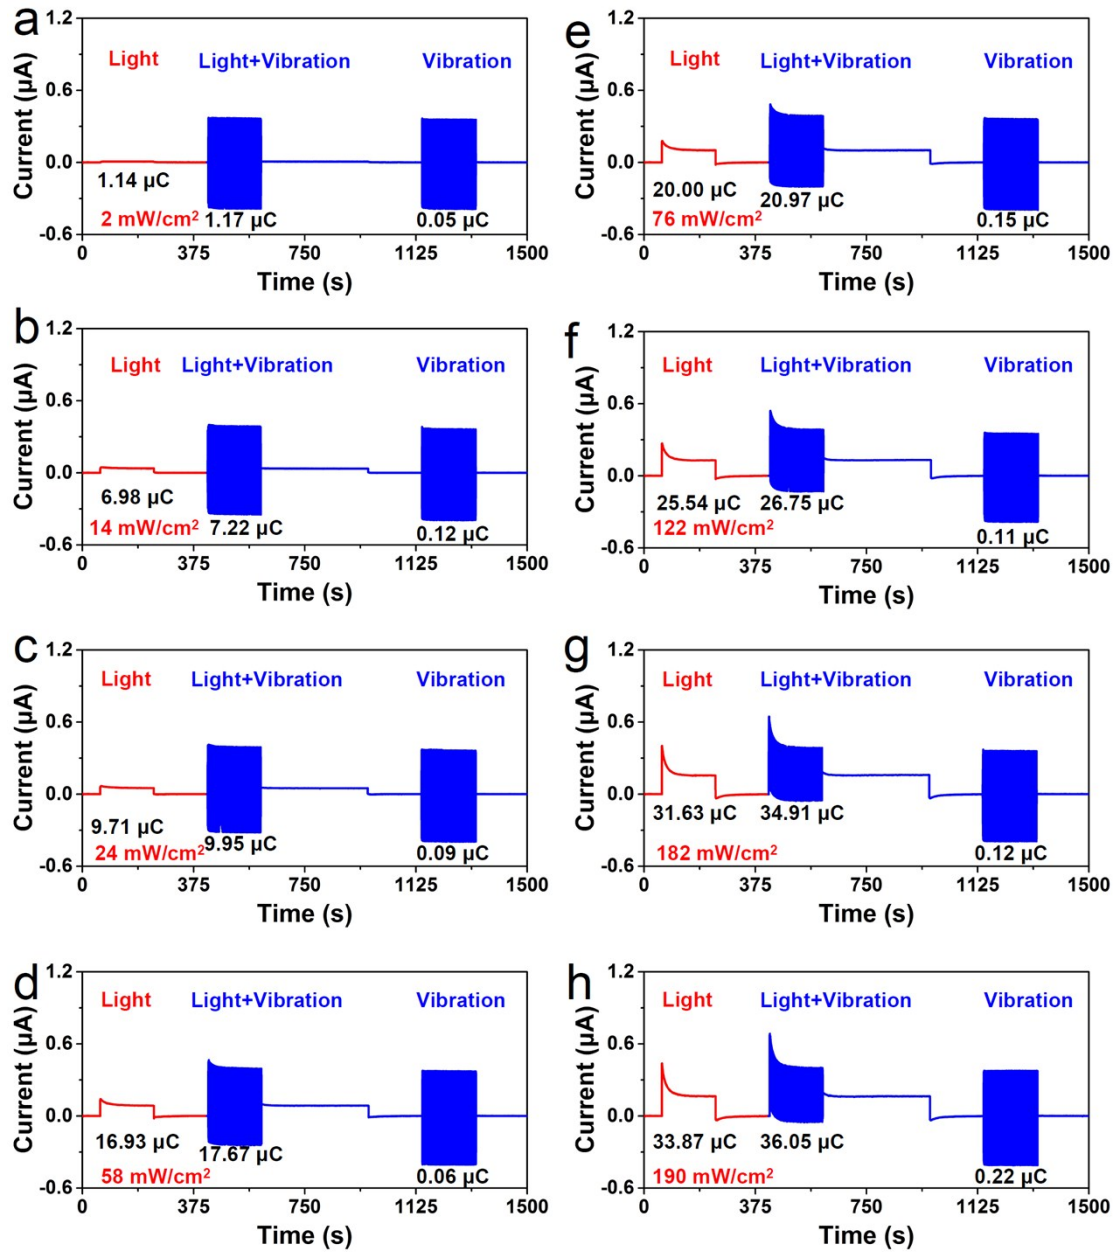 a
1.2
0.6
0.0
-0.6
Current (µA)
Light
Light+Vibration
Vibration
1.14 µC
2 mW/cm²
1.17 µC
0.05 µC
0
375
750
1125
1500
Time (s)
b
1.2
0.6
0.0
-0.6
Current (µA)
Light
Light+Vibration
Vibration
6.98 µC
14 mW/cm²
7.22 µC
0.12 µC
0
375
750
1125
1500
Time (s)
c
1.2
0.6
0.0
-0.6
Current (µA)
Light
Light+Vibration
Vibration
9.71 µC
24 mW/cm²
9.95 µC
0.09 µC
0
375
750
1125
1500
Time (s)
d
1.2
0.6
0.0
-0.6
Current (µA)
Light
Light+Vibration
Vibration
16.93 µC
58 mW/cm²
17.67 µC
0.06 µC
0
375
750
1125
1500
Time (s)
e
1.2
0.6
0.0
-0.6
Current (µA)
Light
Light+Vibration
Vibration
20.00 µC
76 mW/cm²
20.97 µC
0.15 µC
0
375
750
1125
1500
Time (s)
f
1.2
0.6
0.0
-0.6
Current (µA)
Light
Light+Vibration
Vibration
25.54 µC
122 mW/cm²
26.75 µC
0.11 µC
0
375
750
1125
1500
Time (s)
g
1.2
0.6
0.0
-0.6
Current (µA)
Light
Light+Vibration
Vibration
31.63 µC
182 mW/cm²
34.91 µC
0.12 µC
0
375
750
1125
1500
Time (s)
h
1.2
0.6
0.0
-0.6
Current (µA)
Light
Light+Vibration
Vibration
33.87 µC
190 mW/cm²
36.05 µC
0.22 µC
0
375
750
1125
1500
Time (s)